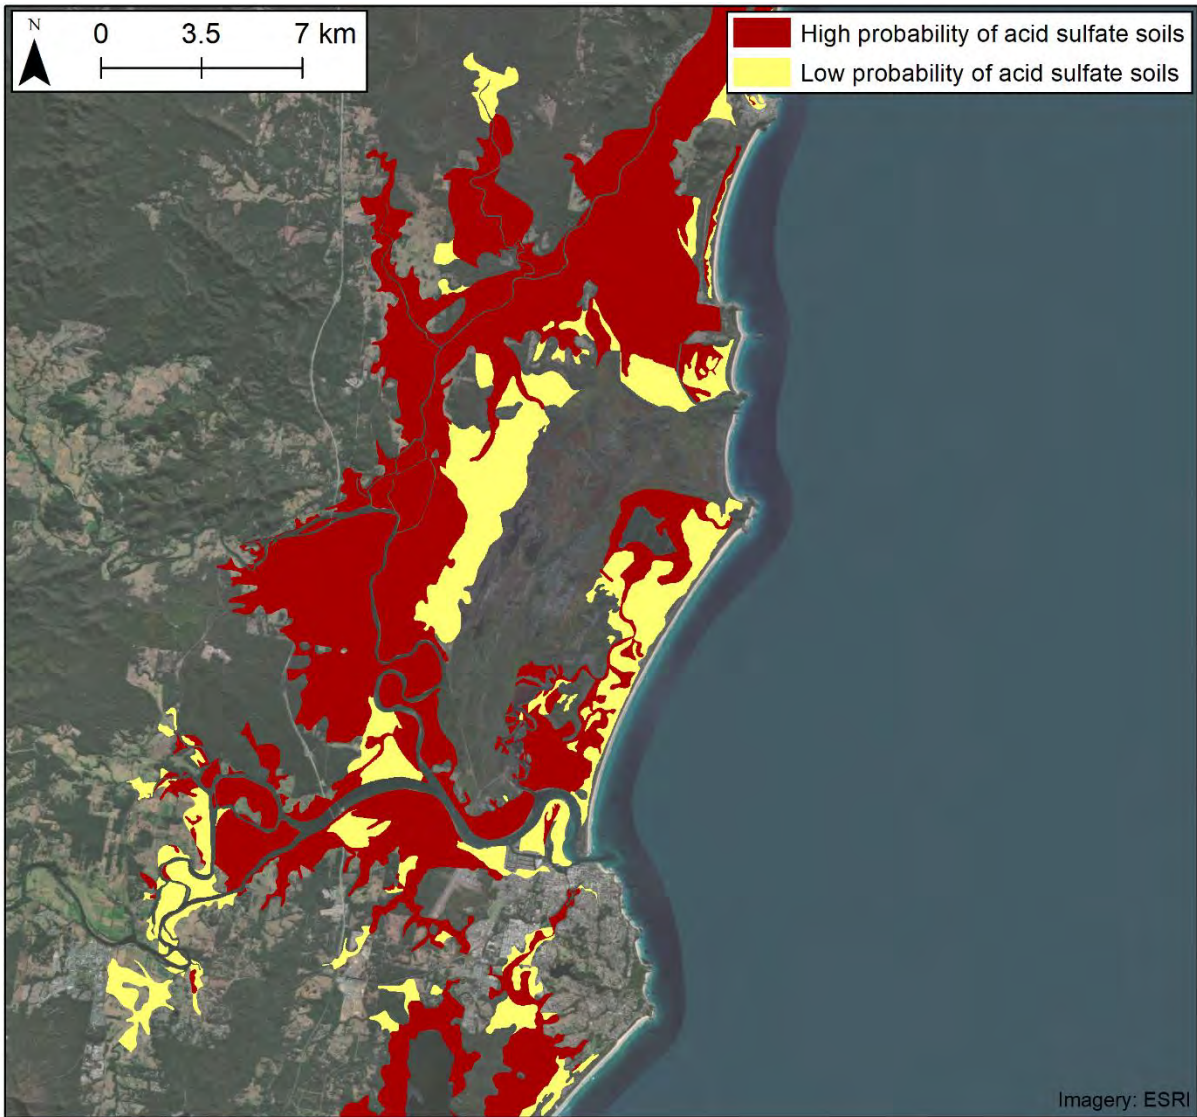 N
0 3.5 7 km
High probability of acid sulfate soils
Low probability of acid sulfate soils
Imagery: ESRI